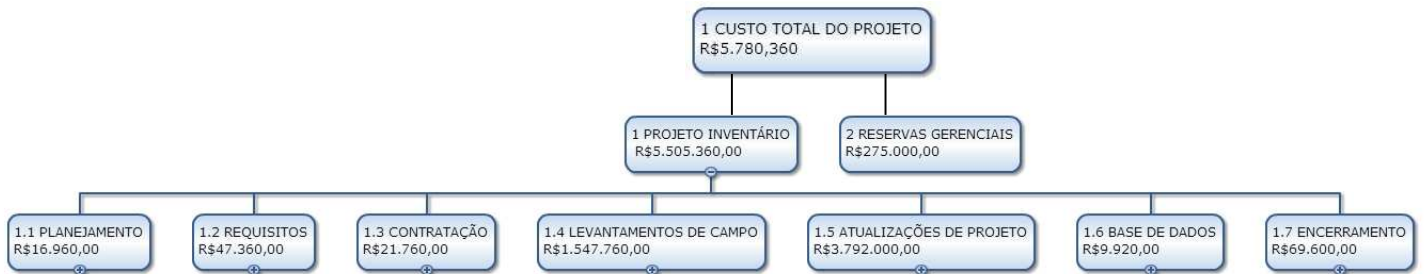 1 CUSTO TOTAL DO PROJETO
R$5.780,360
1 PROJETO INVENTÁRIO
R$5.505.360,00
2 RESERVAS GERENCIAIS
R$275.000,00
1.1 PLANEJAMENTO
R$16.960,00
1.2 REQUISITOS
R$47.360,00
1.3 CONTRATAÇÃO
R$21.760,00
1.4 LEVANTAMENTOS DE CAMPO
R$1.547.760,00
1.5 ATUALIZAÇÕES DE PROJETO
R$3.792.000,00
1.6 BASE DE DADOS
R$9.920,00
1.7 ENCERRAMENTO
R$69.600,00